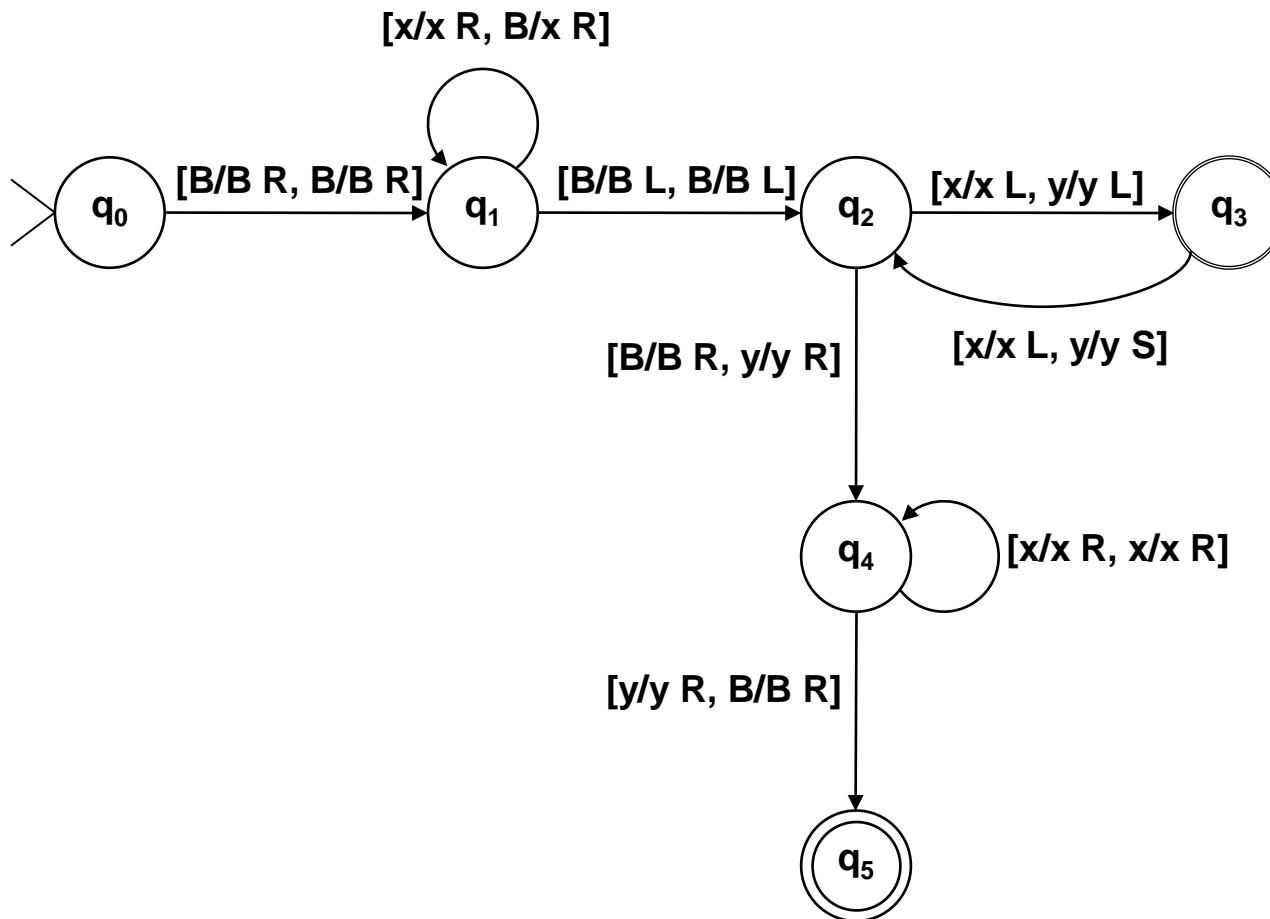 [x/x R, B/x R]
q0
[B/B R, B/B R]
q1
[B/B L, B/B L]
q2
[x/x L, y/y L]
q3
[B/B R, y/y R]
[x/x L, y/y S]
q4
[x/x R, x/x R]
[y/y R, B/B R]
q5